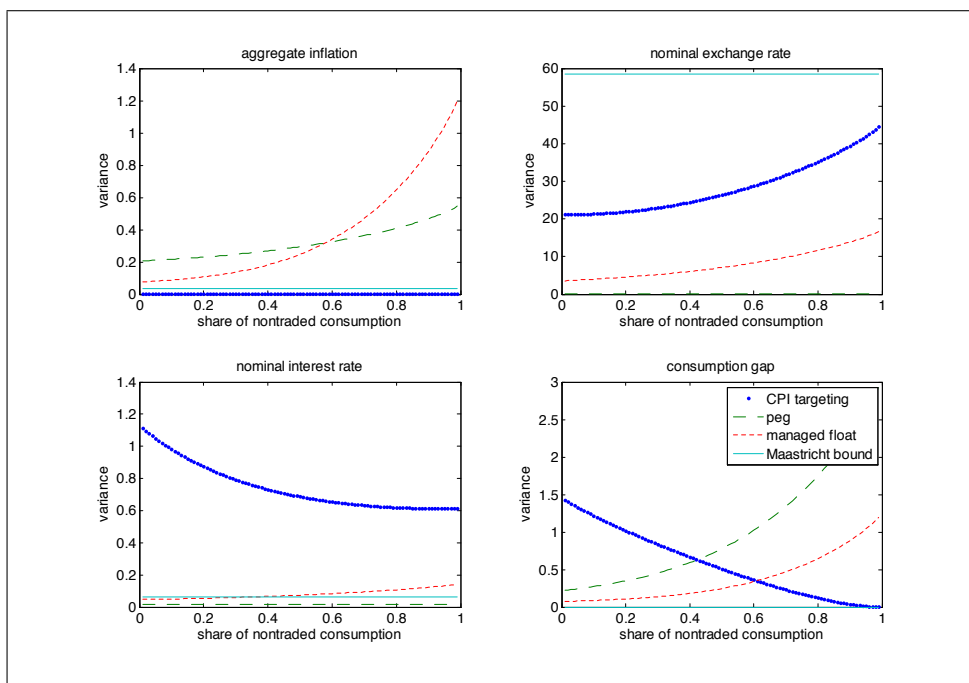 aggregate inflation
1.4
1.2
1
0.8
0.6
0.4
0.2
0
variance
0 0.2 0.4 0.6 0.8 1
share of nontraded consumption
nominal exchange rate
60
50
40
30
20
10
0
variance
0 0.2 0.4 0.6 0.8 1
share of nontraded consumption
nominal interest rate
1.4
1.2
1
0.8
0.6
0.4
0.2
0
variance
0 0.2 0.4 0.6 0.8 1
share of nontraded consumption
consumption gap
3
2.5
2
1.5
1
0.5
0
variance
CPI targeting
peg
managed float
Maastricht bound
0 0.2 0.4 0.6 0.8 1
share of nontraded consumption